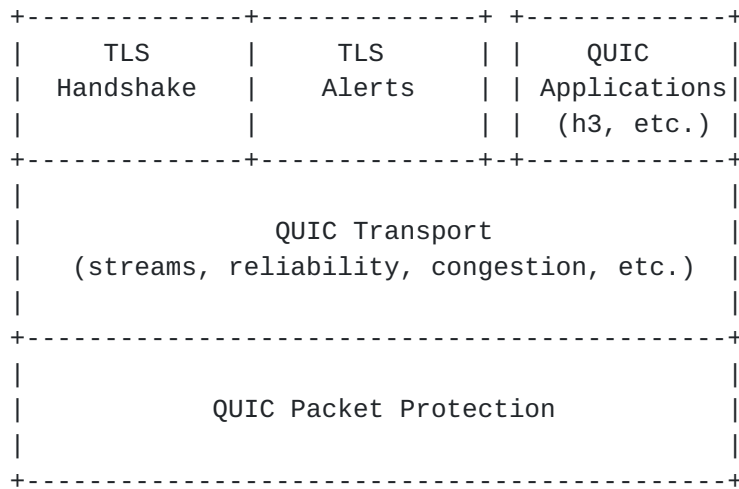 +--------------+--------------+ +-------------+
|     TLS      |     TLS      | |    QUIC     |
|  Handshake   |    Alerts    | | Applications|
|              |              | |  (h3, etc.) |
+--------------+--------------+-+-------------+
|                                             |
|                QUIC Transport               |
|   (streams, reliability, congestion, etc.)  |
|                                             |
+---------------------------------------------+
|                                             |
|            QUIC Packet Protection           |
|                                             |
+---------------------------------------------+